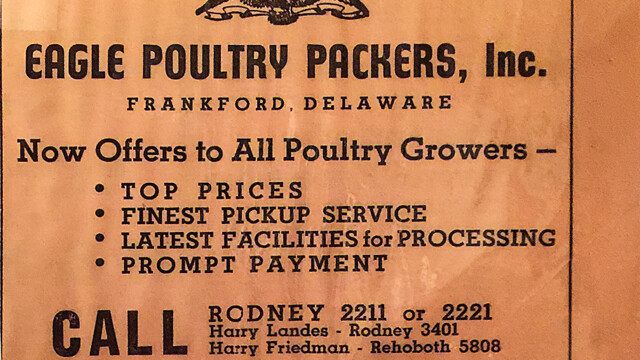 EAGLE POULTRY PACKERS, Inc.
FRANKFORD, DELAWARE
Now Offers to All Poultry Growers –
• TOP PRICES
• FINEST PICKUP SERVICE
• LATEST FACILITIES for PROCESSING
• PROMPT PAYMENT
CALL RODNEY 2211 or 2221
Harry Landes - Rodney 3401
Harry Friedman - Rehoboth 5808